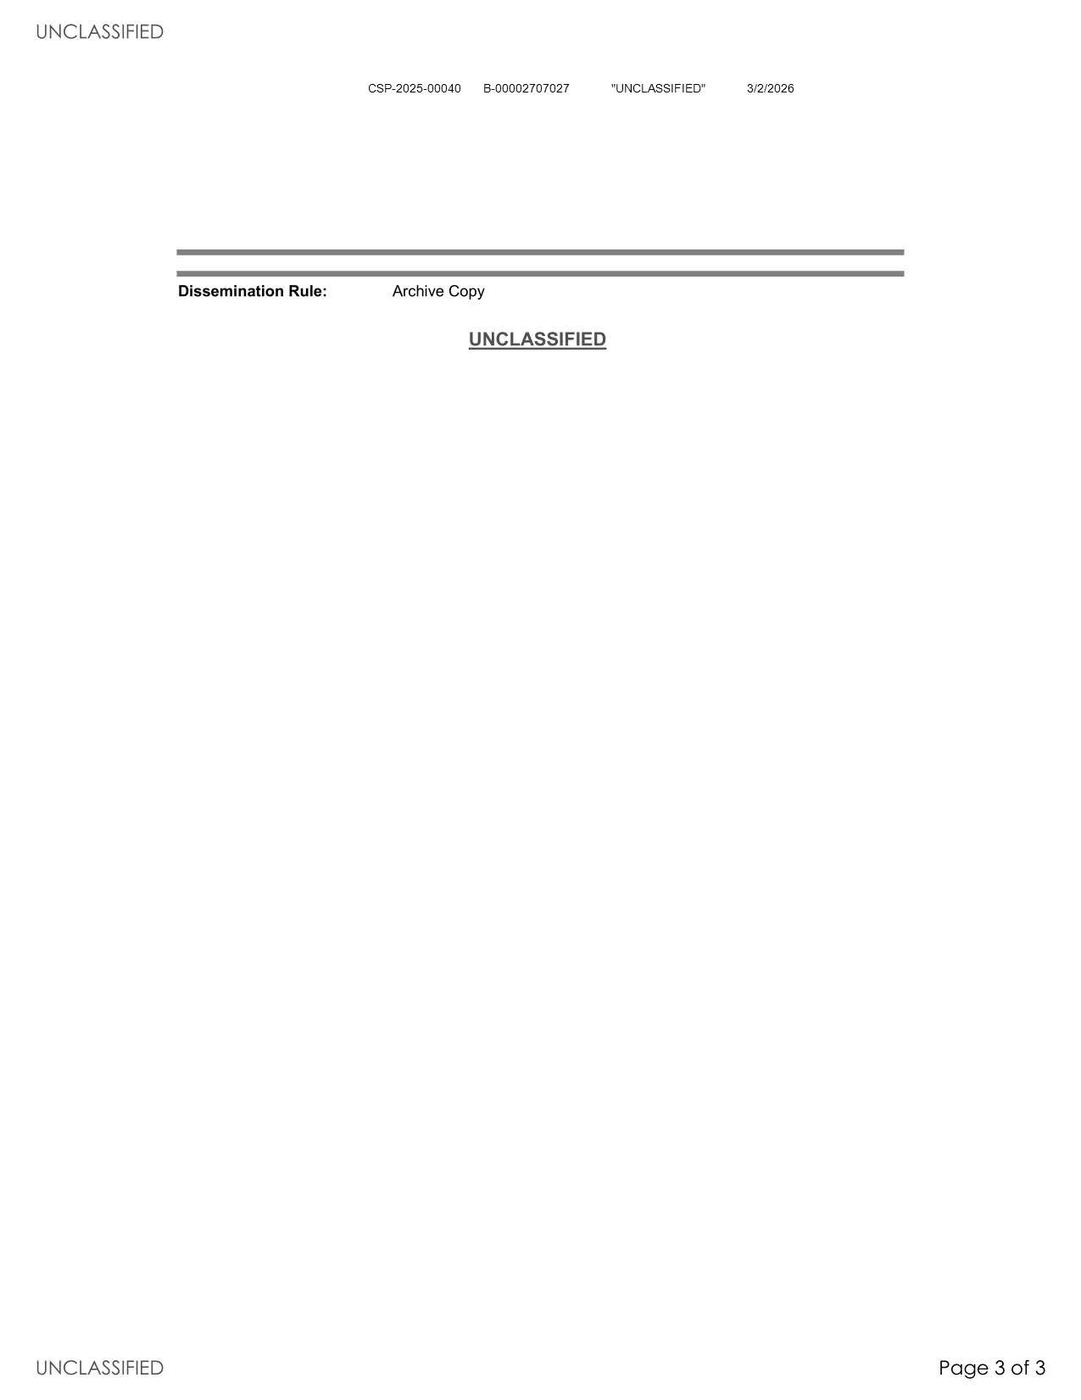 UNCLASSIFIED
CSP-2025-00040 B-00002707027 "UNCLASSIFIED" 3/2/2026
Dissemination Rule: Archive Copy
UNCLASSIFIED
UNCLASSIFIED Page 3 of 3